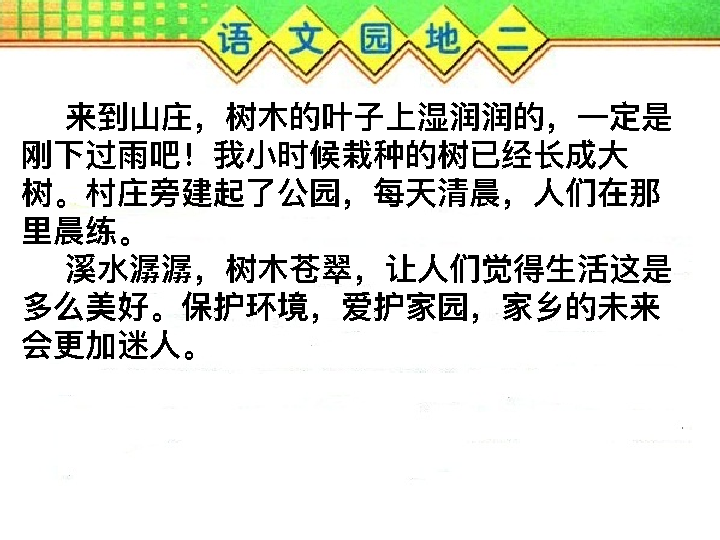 语文园地二
来到山庄，树木的叶子上湿润润的，一定是
刚下过雨吧！我小时候栽种的树已经长成大
树。村庄旁建起了公园，每天清晨，人们在那
里晨练。
溪水潺潺，树木苍翠，让人们觉得生活这是
多么美好。保护环境，爱护家园，家乡的未来
会更加迷人。